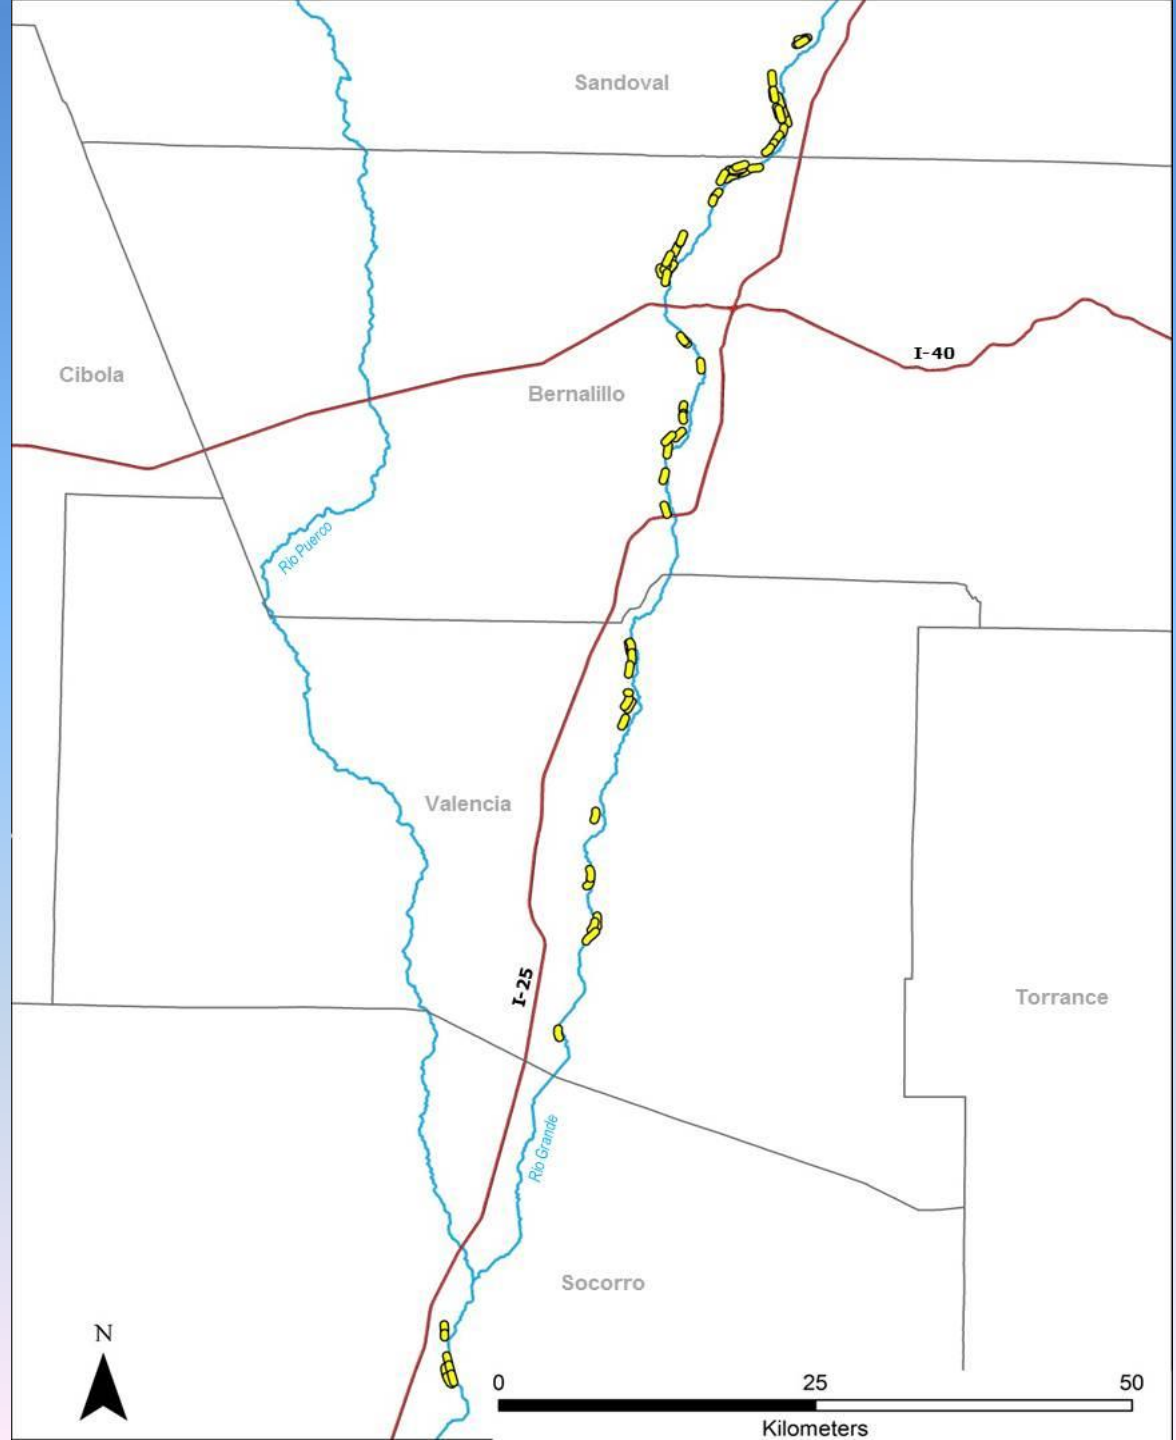 Sandoval
I-40
Cibola
Bernalillo
Rio Puerco
Valencia
I-25
Torrance
Rio Grande
Socorro
N
0 25 50
Kilometers